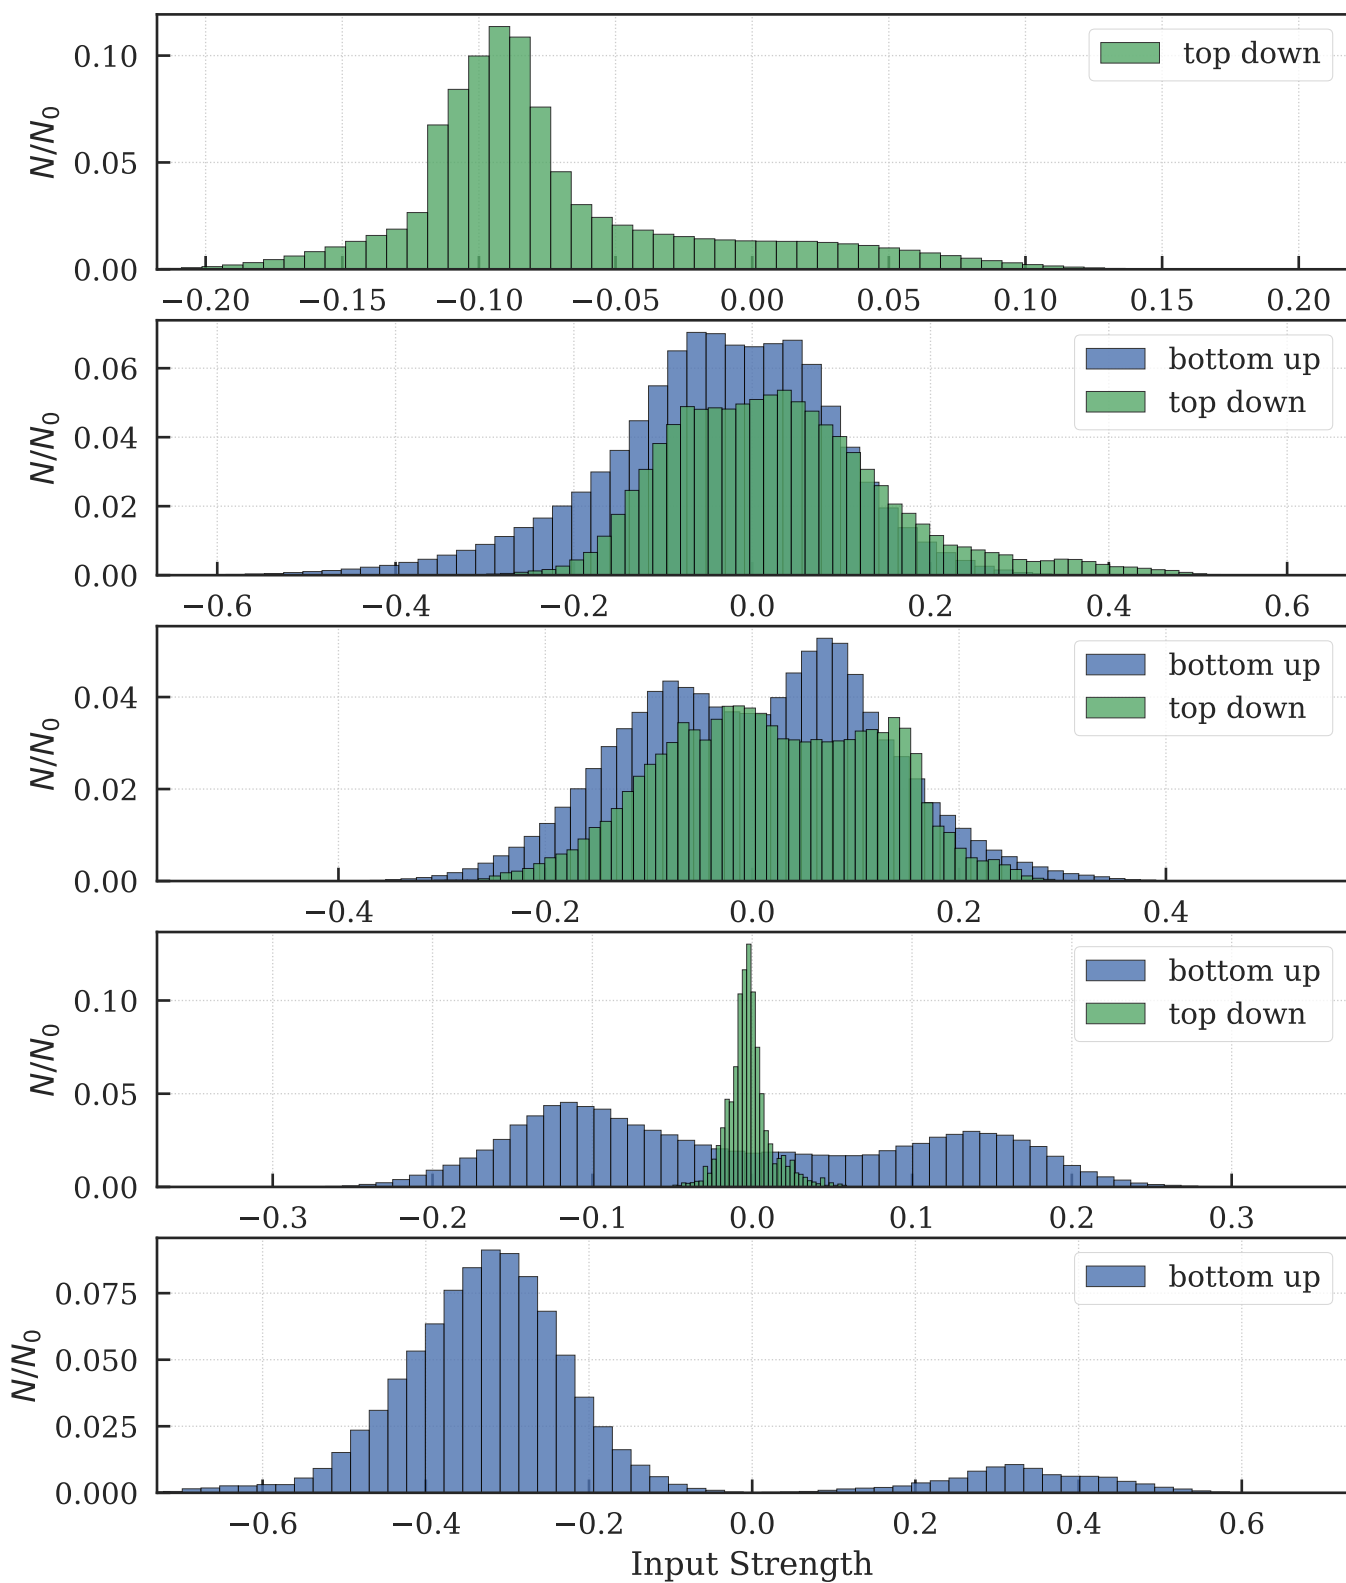 top down
N/N₀
0.10
0.05
0.00
−0.20 −0.15 −0.10 −0.05 0.00 0.05 0.10 0.15 0.20
bottom up
top down
N/N₀
0.06
0.04
0.02
0.00
−0.6 −0.4 −0.2 0.0 0.2 0.4 0.6
bottom up
top down
N/N₀
0.04
0.02
0.00
−0.4 −0.2 0.0 0.2 0.4
bottom up
top down
N/N₀
0.10
0.05
0.00
−0.3 −0.2 −0.1 0.0 0.1 0.2 0.3
bottom up
N/N₀
0.075
0.050
0.025
0.000
−0.6 −0.4 −0.2 0.0 0.2 0.4 0.6
Input Strength